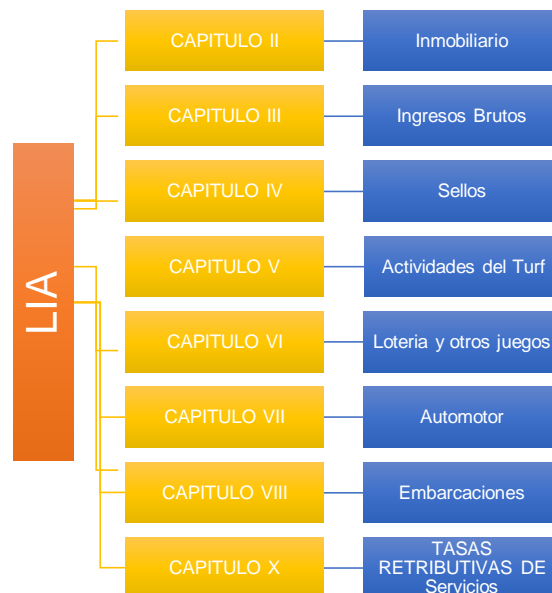 LIA
CAPITULO II
Inmobiliario
CAPITULO III
Ingresos Brutos
CAPITULO IV
Sellos
CAPITULO V
Actividades del Turf
CAPITULO VI
Loteria y otros juegos
CAPITULO VII
Automotor
CAPITULO VIII
Embarcaciones
CAPITULO X
TASAS
RETRIBUTIVAS DE
Servicios